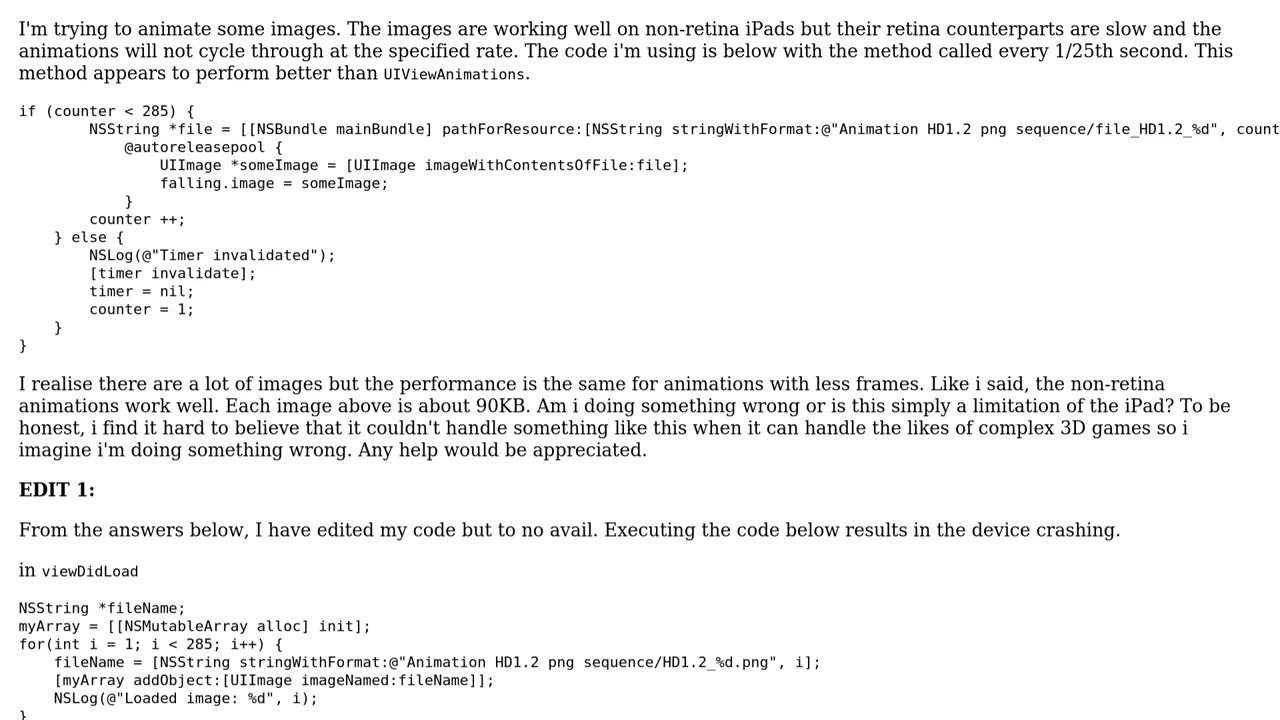 I'm trying to animate some images. The images are working well on non-retina iPads but their retina counterparts are slow and the
animations will not cycle through at the specified rate. The code i'm using is below with the method called every 1/25th second. This
method appears to perform better than UIViewAnimations.
if (counter < 285) {
        NSString *file = [[NSBundle mainBundle] pathForResource:[NSString stringWithFormat:@"Animation HD1.2 png sequence/file_HD1.2_%d", count
            @autoreleasepool {
                UIImage *someImage = [UIImage imageWithContentsOfFile:file];
                falling.image = someImage;
            }
        counter ++;
    } else {
        NSLog(@"Timer invalidated");
        [timer invalidate];
        timer = nil;
        counter = 1;
    }
}
I realise there are a lot of images but the performance is the same for animations with less frames. Like i said, the non-retina
animations work well. Each image above is about 90KB. Am i doing something wrong or is this simply a limitation of the iPad? To be
honest, i find it hard to believe that it couldn't handle something like this when it can handle the likes of complex 3D games so i
imagine i'm doing something wrong. Any help would be appreciated.
EDIT 1:
From the answers below, I have edited my code but to no avail. Executing the code below results in the device crashing.
in viewDidLoad
NSString *fileName;
myArray = [[NSMutableArray alloc] init];
for(int i = 1; i < 285; i++) {
    fileName = [NSString stringWithFormat:@"Animation HD1.2 png sequence/HD1.2_%d.png", i];
    [myArray addObject:[UIImage imageNamed:fileName]];
    NSLog(@"Loaded image: %d", i);
}